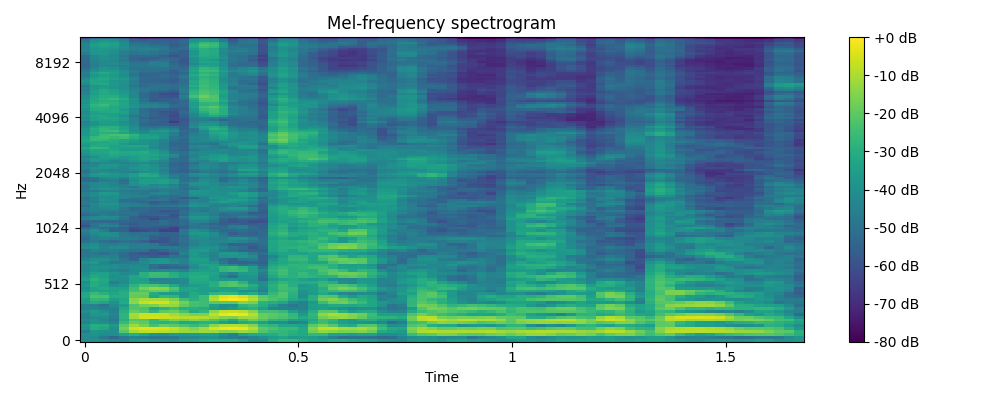 Mel-frequency spectrogram
Hz
8192
4096
2048
1024
512
0
0
0.5
1
1.5
Time
+0 dB
-10 dB
-20 dB
-30 dB
-40 dB
-50 dB
-60 dB
-70 dB
-80 dB